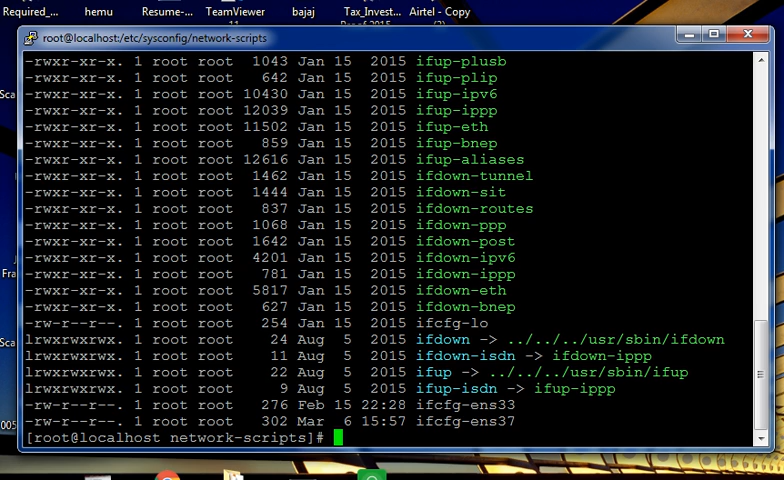 Required_... hemu Resume-... TeamViewer bajaj Tax_Invest... Airtel - Copy
11 Proof 2015 (2)
root@localhost:/etc/sysconfig/network-scripts
-rwxr-xr-x. 1 root root 1043 Jan 15 2015 ifup-plusb
-rwxr-xr-x. 1 root root 642 Jan 15 2015 ifup-plip
-rwxr-xr-x. 1 root root 10430 Jan 15 2015 ifup-ipv6
-rwxr-xr-x. 1 root root 12039 Jan 15 2015 ifup-ippp
-rwxr-xr-x. 1 root root 11502 Jan 15 2015 ifup-eth
-rwxr-xr-x. 1 root root 859 Jan 15 2015 ifup-bnep
-rwxr-xr-x. 1 root root 12616 Jan 15 2015 ifup-aliases
-rwxr-xr-x. 1 root root 1462 Jan 15 2015 ifdown-tunnel
-rwxr-xr-x. 1 root root 1444 Jan 15 2015 ifdown-sit
-rwxr-xr-x. 1 root root 837 Jan 15 2015 ifdown-routes
-rwxr-xr-x. 1 root root 1068 Jan 15 2015 ifdown-ppp
-rwxr-xr-x. 1 root root 1642 Jan 15 2015 ifdown-post
-rwxr-xr-x. 1 root root 4201 Jan 15 2015 ifdown-ipv6
-rwxr-xr-x. 1 root root 781 Jan 15 2015 ifdown-ippp
-rwxr-xr-x. 1 root root 5817 Jan 15 2015 ifdown-eth
-rwxr-xr-x. 1 root root 627 Jan 15 2015 ifdown-bnep
-rw-r--r--. 1 root root 254 Jan 15 2015 ifcfg-lo
lrwxrwxrwx. 1 root root 24 Aug 5 2015 ifdown -> ../../../usr/sbin/ifdown
lrwxrwxrwx. 1 root root 11 Aug 5 2015 ifdown-isdn -> ifdown-ippp
lrwxrwxrwx. 1 root root 22 Aug 5 2015 ifup -> ../../../usr/sbin/ifup
lrwxrwxrwx. 1 root root 9 Aug 5 2015 ifup-isdn -> ifup-ippp
-rw-r--r--. 1 root root 276 Feb 15 22:28 ifcfg-ens33
-rw-r--r--. 1 root root 302 Mar 6 15:57 ifcfg-ens37
[root@localhost network-scripts]#